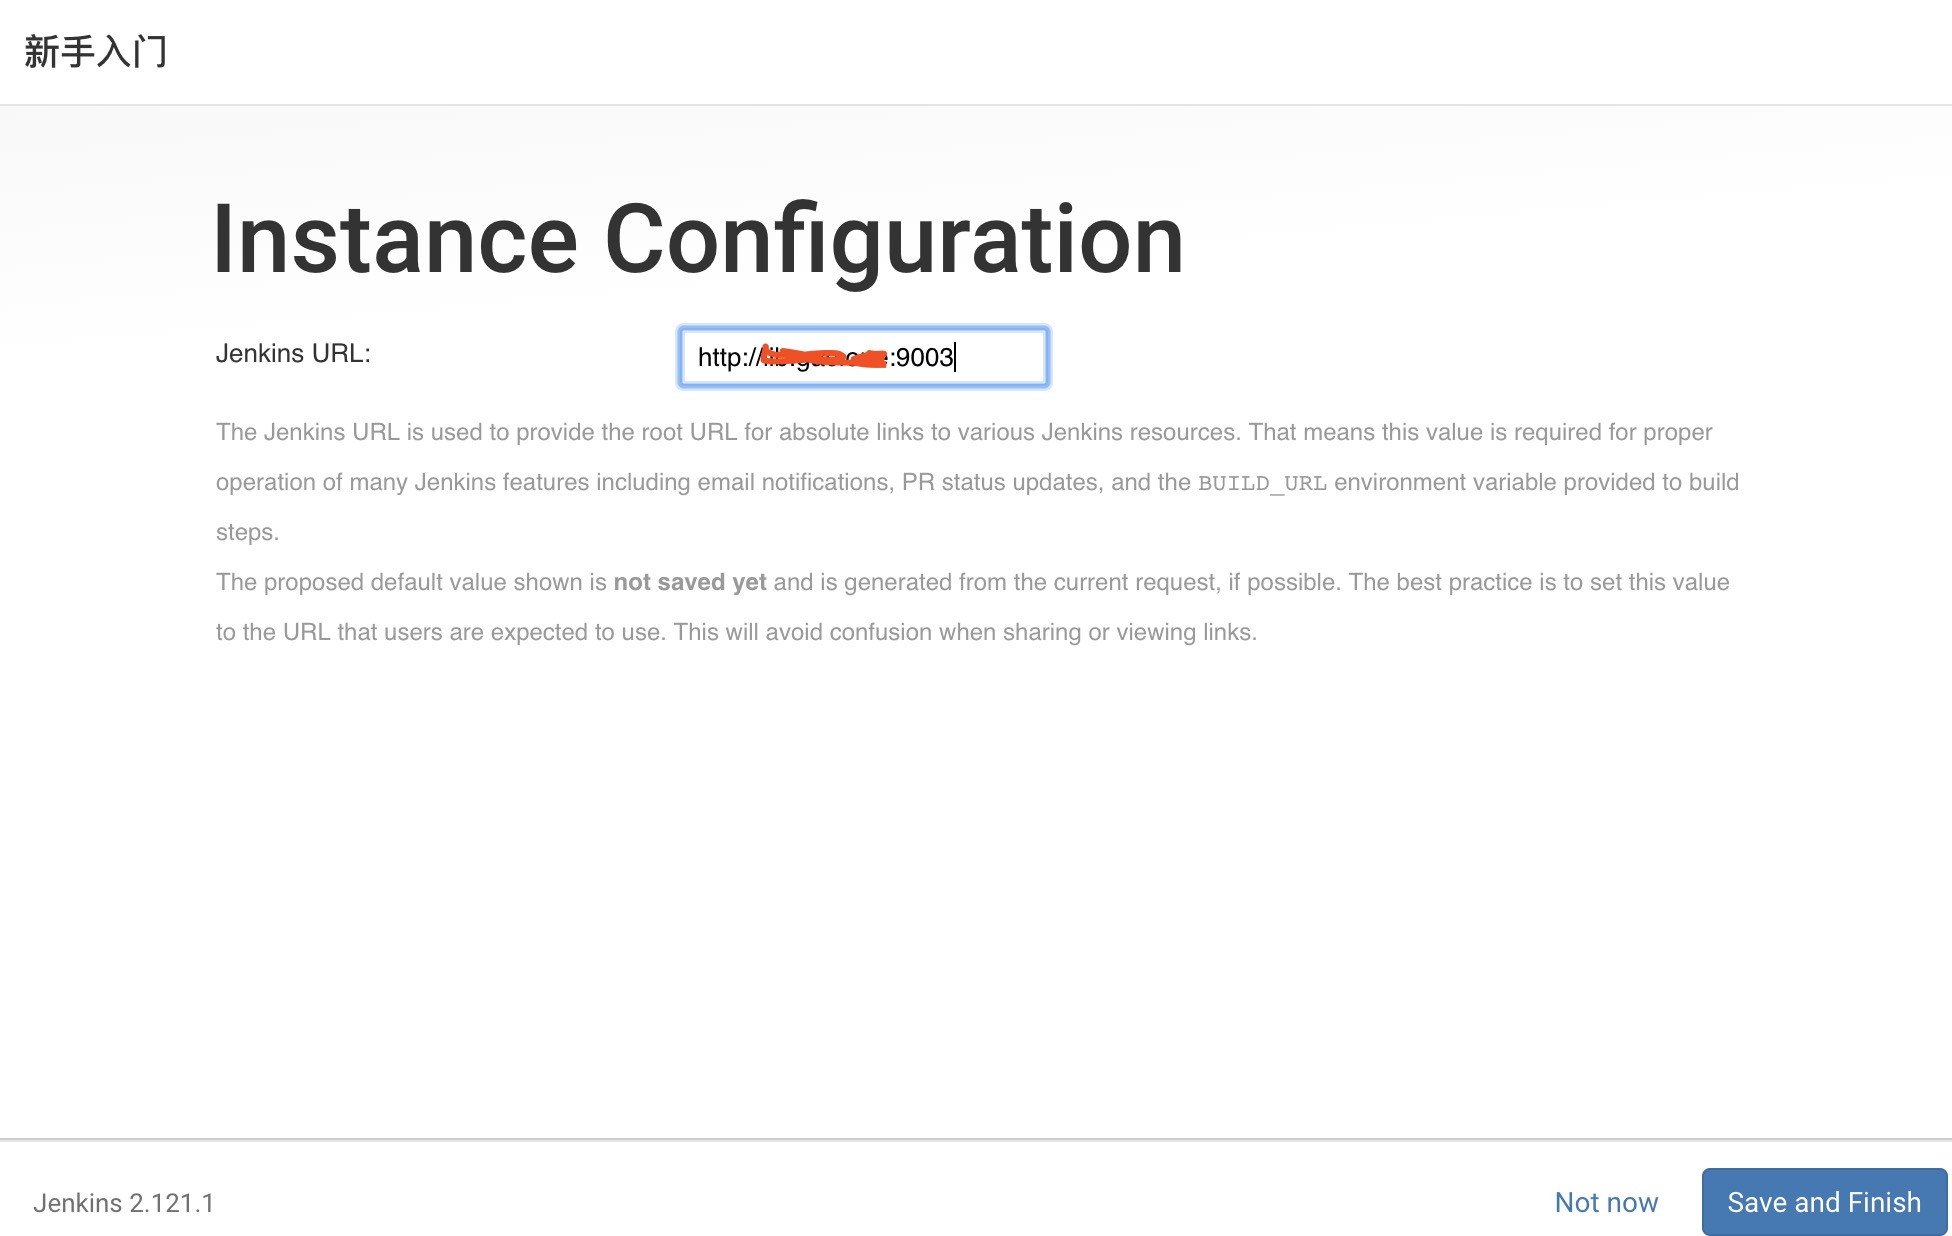 新手入门
Instance Configuration
Jenkins URL:
http:// :9003
The Jenkins URL is used to provide the root URL for absolute links to various Jenkins resources. That means this value is required for proper
operation of many Jenkins features including email notifications, PR status updates, and the BUILD_URL environment variable provided to build
steps.
The proposed default value shown is not saved yet and is generated from the current request, if possible. The best practice is to set this value
to the URL that users are expected to use. This will avoid confusion when sharing or viewing links.
Jenkins 2.121.1
Not now
Save and Finish